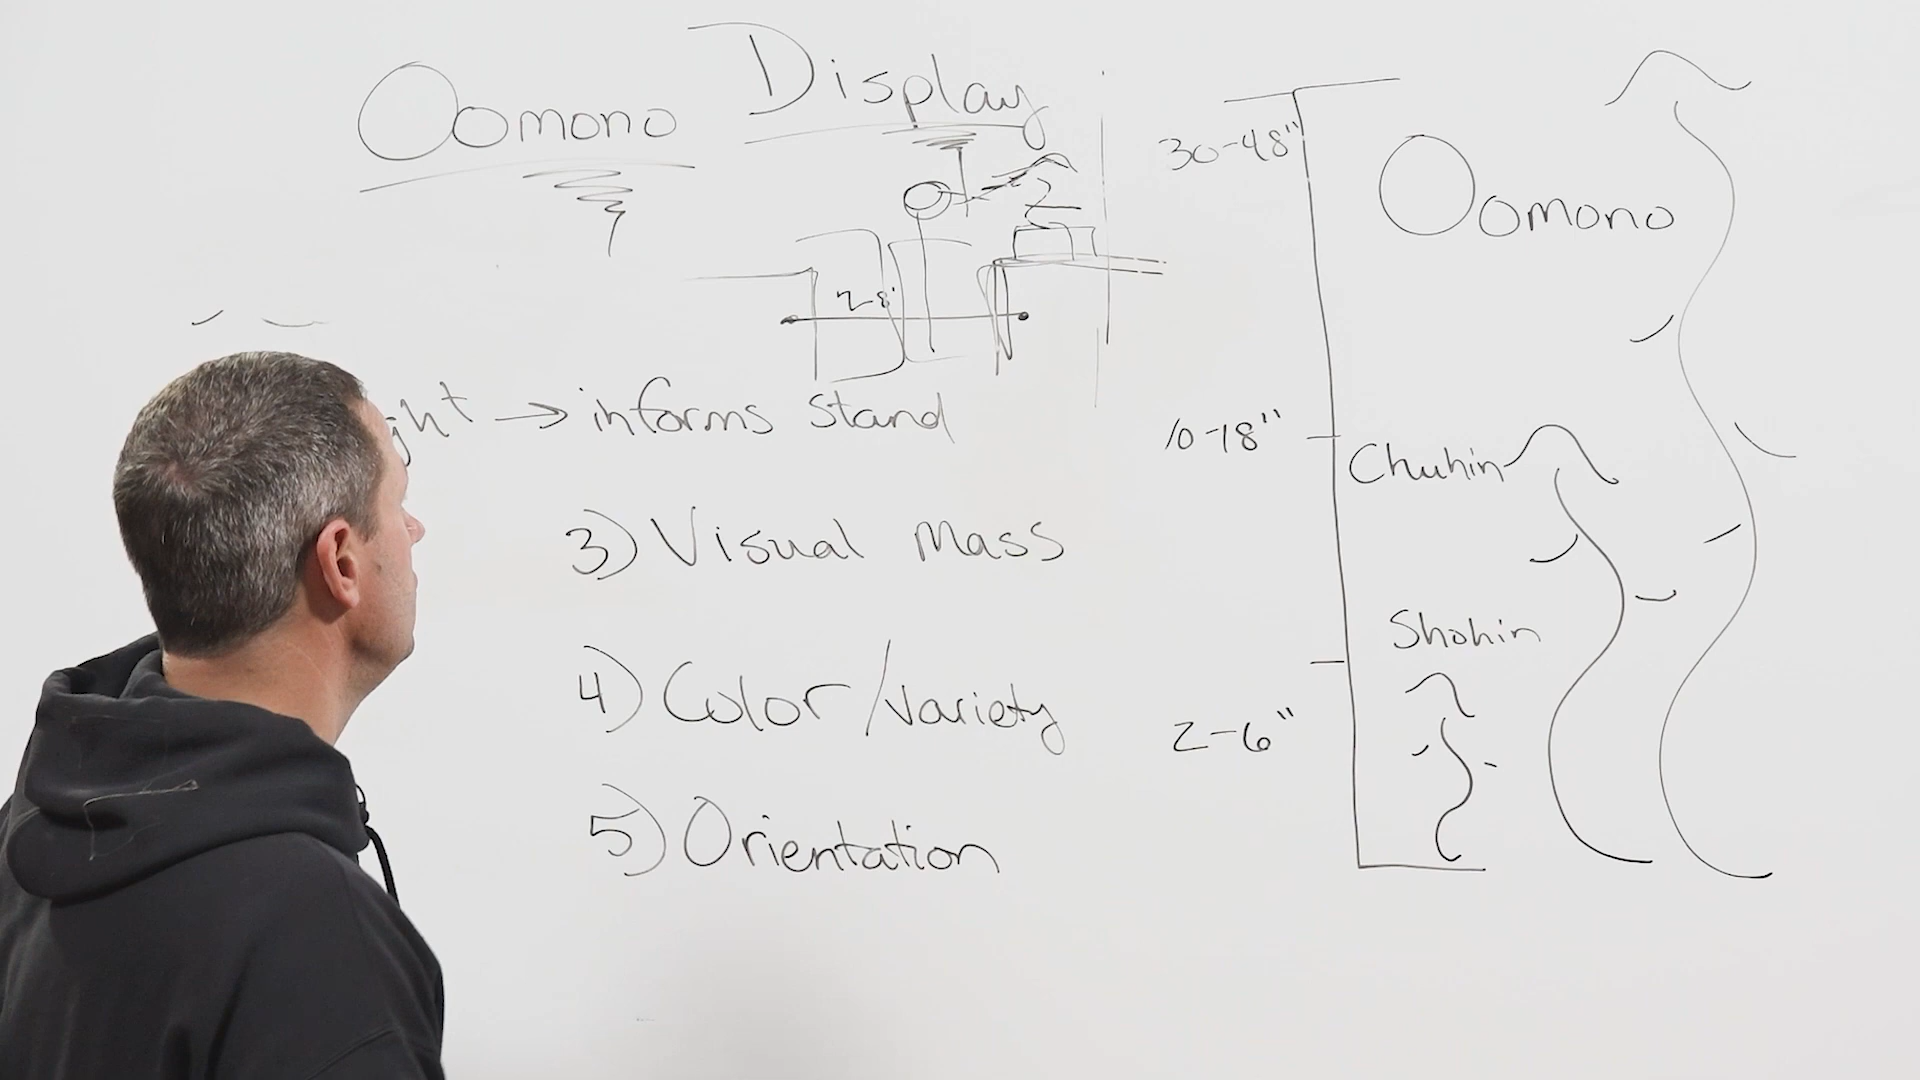 Oomono Display
2-8'
→ informs stand
3) Visual Mass
4) Color/variety
5) Orientation
30-48"
Oomono
10-18"
Chuhin
Shohin
2-6"